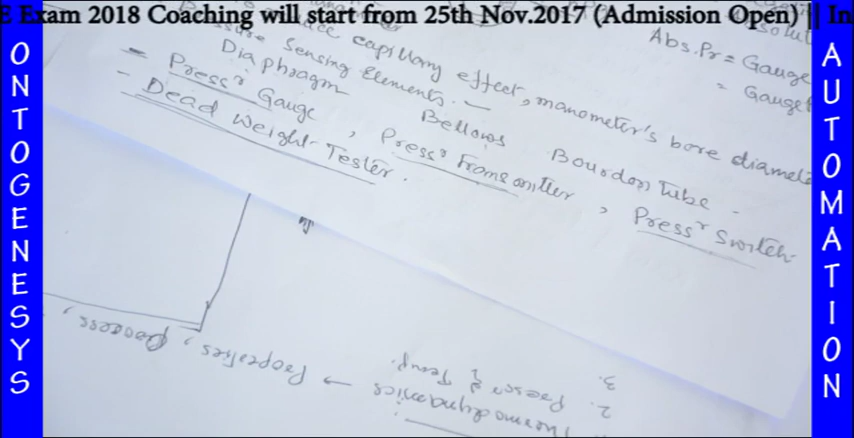 E Exam 2018 Coaching will start from 25th Nov.2017 (Admission Open) || In
ONTOGENESYS
AUTOMATION
Abs. Pr = Gauge
= Gauge
capillary effect, manometer's bore diamete
Sensing Elements. -
Diaphragm Bellows Bourdon Tube -
- Press^r Gauge, Press^r Transmitter, Press^r Switch.
- Dead Weight-Tester.
Thermodynamics → Properties, process,
2. Press^r & Temp.
3.